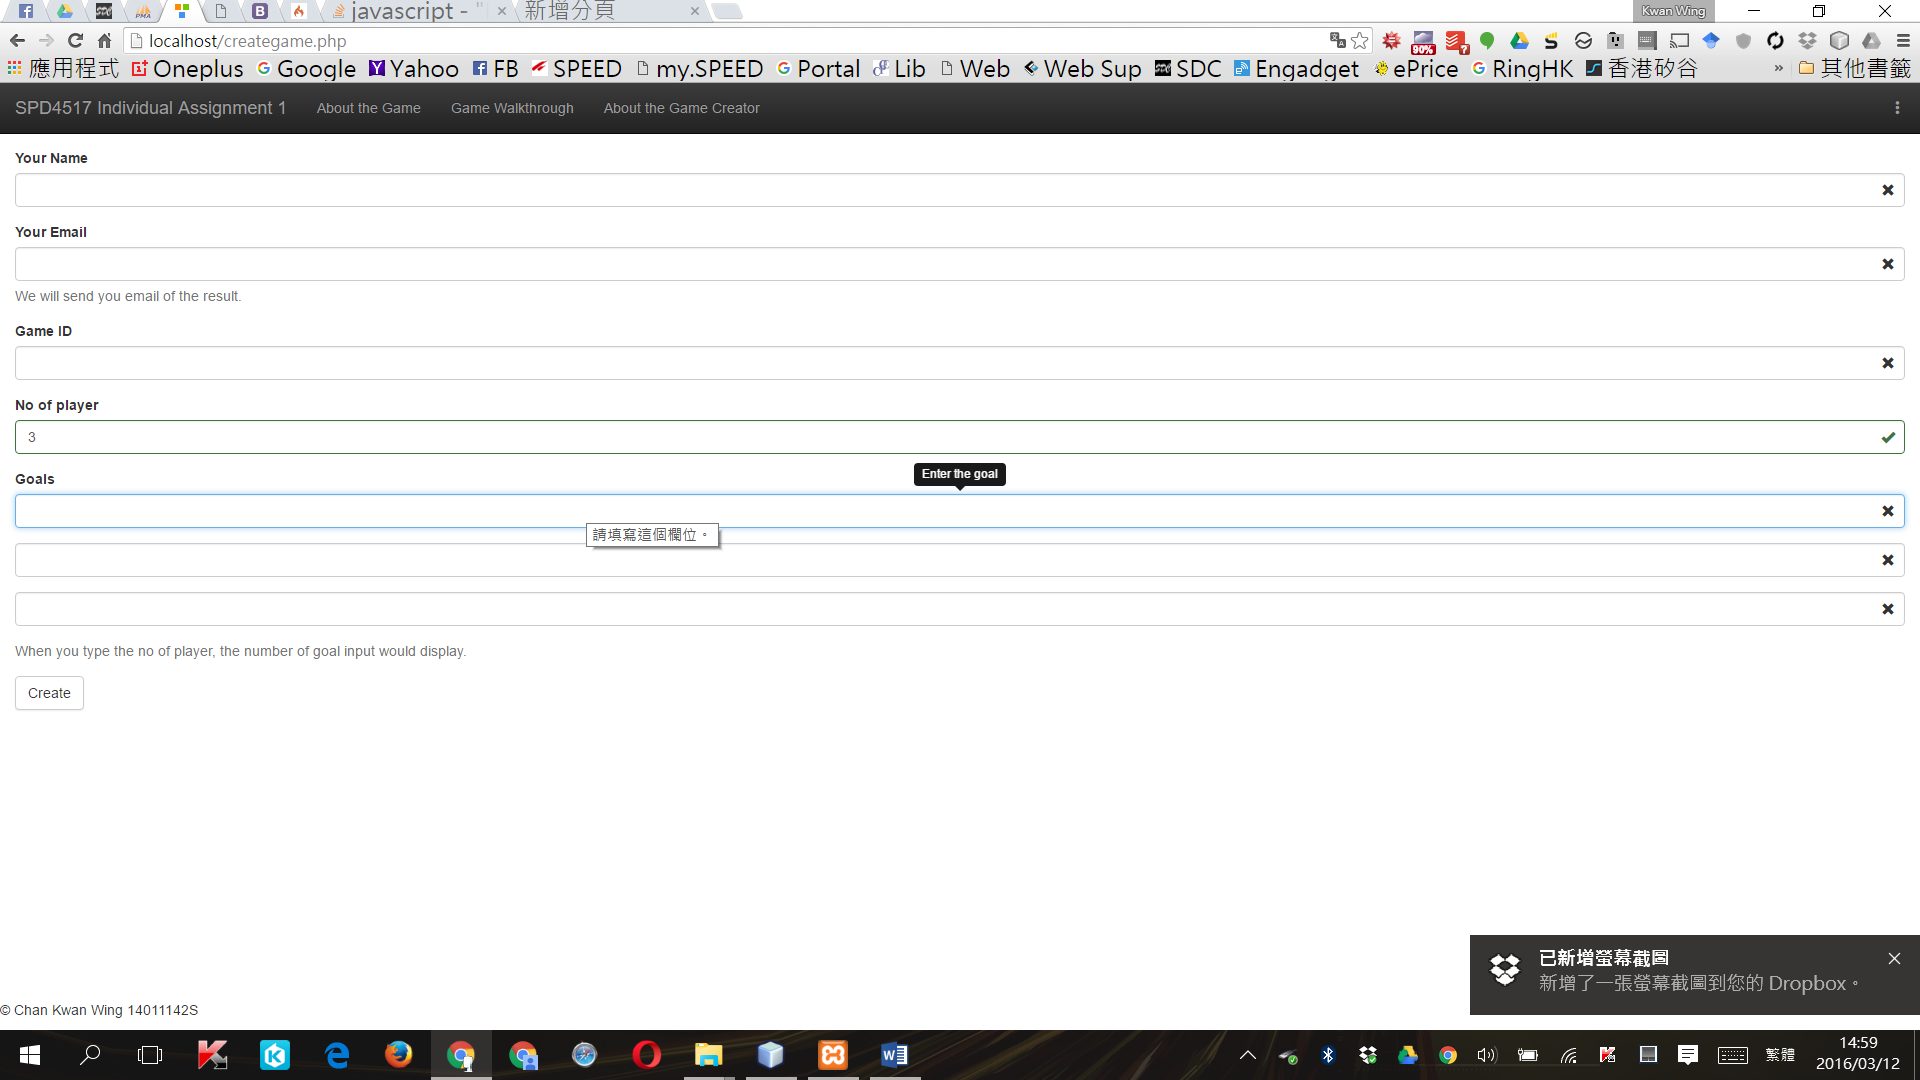 javascript - "
新增分頁
Kwan Wing
localhost/creategame.php
90%
?
應用程式 Oneplus Google Yahoo FB SPEED my.SPEED Portal Lib Web Web Sup SDC Engadget ePrice RingHK 香港矽谷 » 其他書籤
SPD4517 Individual Assignment 1 About the Game Game Walkthrough About the Game Creator
Your Name
Your Email
We will send you email of the result.
Game ID
No of player
3
Enter the goal
Goals
請填寫這個欄位。
When you type the no of player, the number of goal input would display.
Create
已新增螢幕截圖
新增了一張螢幕截圖到您的 Dropbox。
© Chan Kwan Wing 14011142S
繁體
14:59
2016/03/12